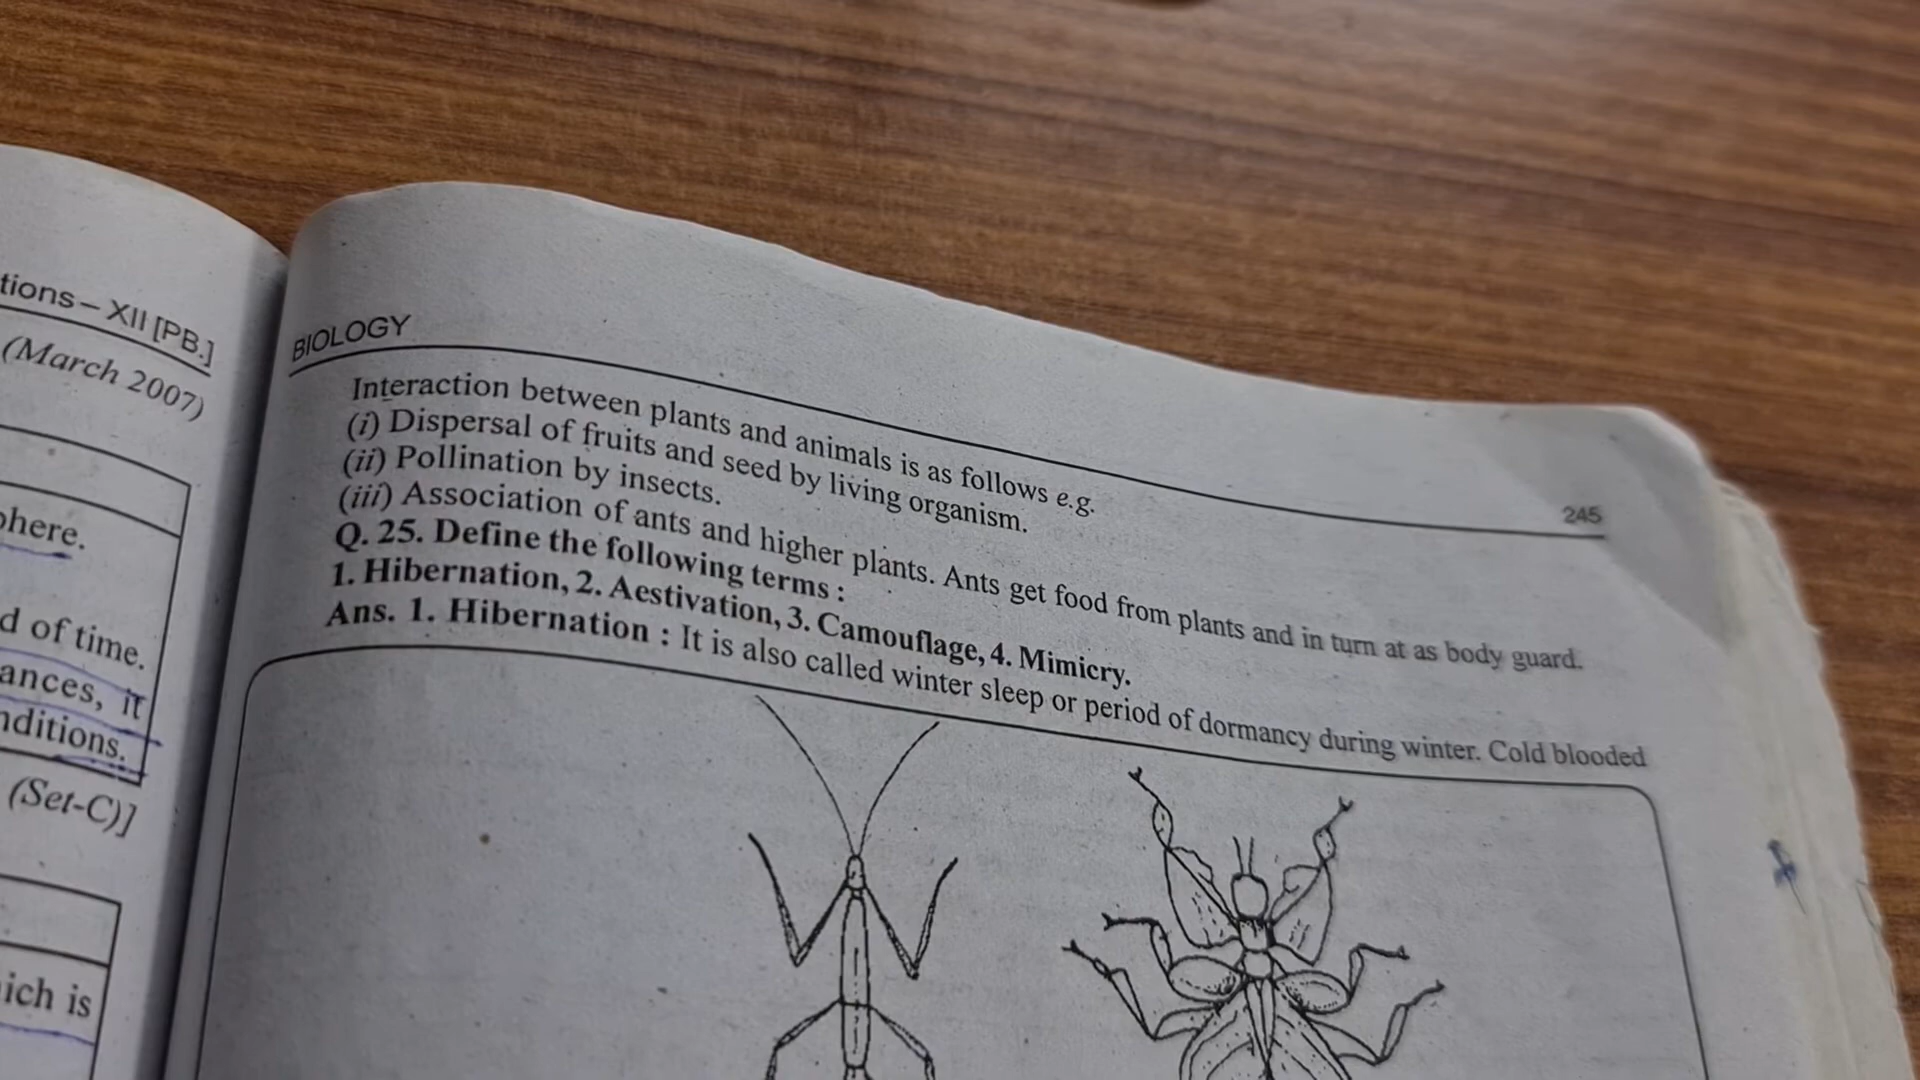 tions – XII [PB.]
(March 2007)
phere.
d of time.
ances, it
nditions.
(Set-C)]
ich is
BIOLOGY
245
Interaction between plants and animals is as follows e.g.
(i) Dispersal of fruits and seed by living organism.
(ii) Pollination by insects.
(iii) Association of ants and higher plants. Ants get food from plants and in turn at as body guard.
Q. 25. Define the following terms :
1. Hibernation, 2. Aestivation, 3. Camouflage, 4. Mimicry.
Ans. 1. Hibernation : It is also called winter sleep or period of dormancy during winter. Cold blooded